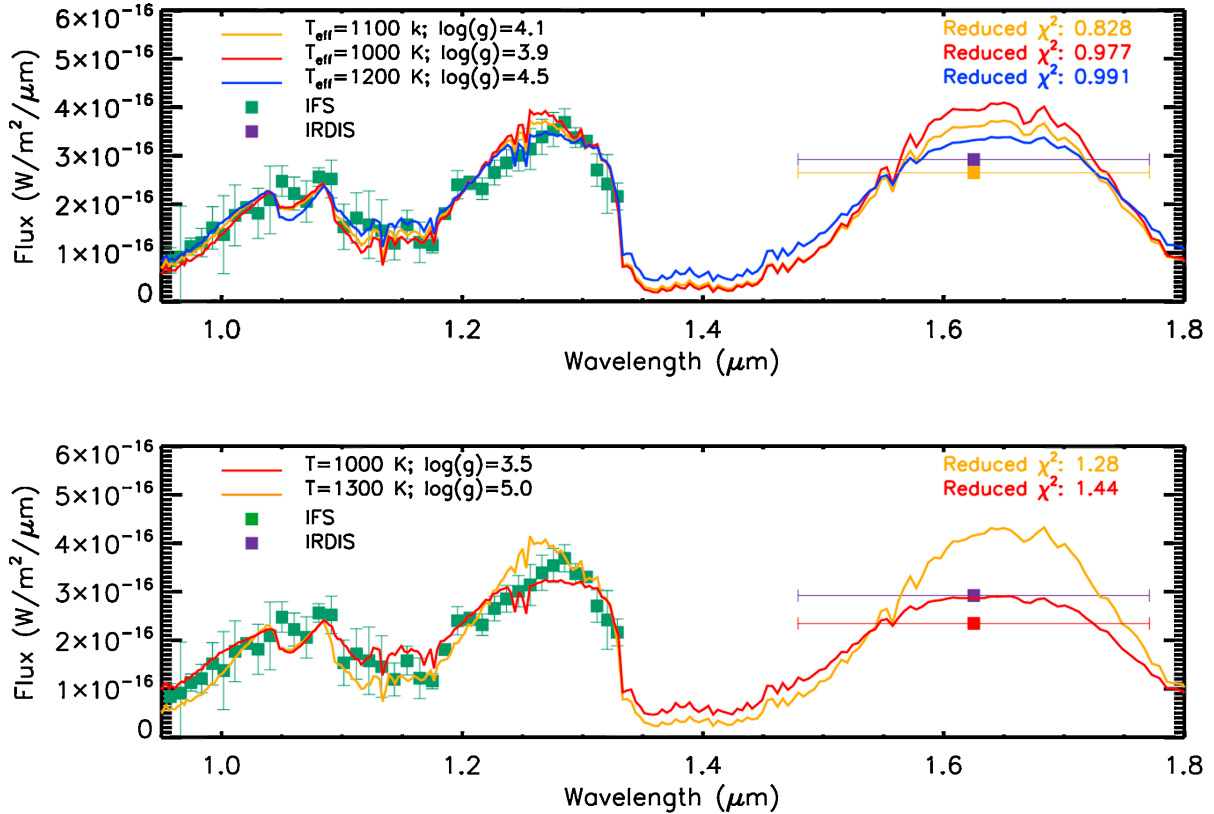 6×10⁻¹⁶
5×10⁻¹⁶
4×10⁻¹⁶
3×10⁻¹⁶
2×10⁻¹⁶
1×10⁻¹⁶
0
Flux (W/m²/μm)
T_eff=1100 k; log(g)=4.1
T_eff=1000 K; log(g)=3.9
T_eff=1200 K; log(g)=4.5
IFS
IRDIS
Reduced χ²: 0.828
Reduced χ²: 0.977
Reduced χ²: 0.991
1.0 1.2 1.4 1.6 1.8
Wavelength (μm)
6×10⁻¹⁶
5×10⁻¹⁶
4×10⁻¹⁶
3×10⁻¹⁶
2×10⁻¹⁶
1×10⁻¹⁶
0
Flux (W/m²/μm)
T=1000 K; log(g)=3.5
T=1300 K; log(g)=5.0
IFS
IRDIS
Reduced χ²: 1.28
Reduced χ²: 1.44
1.0 1.2 1.4 1.6 1.8
Wavelength (μm)